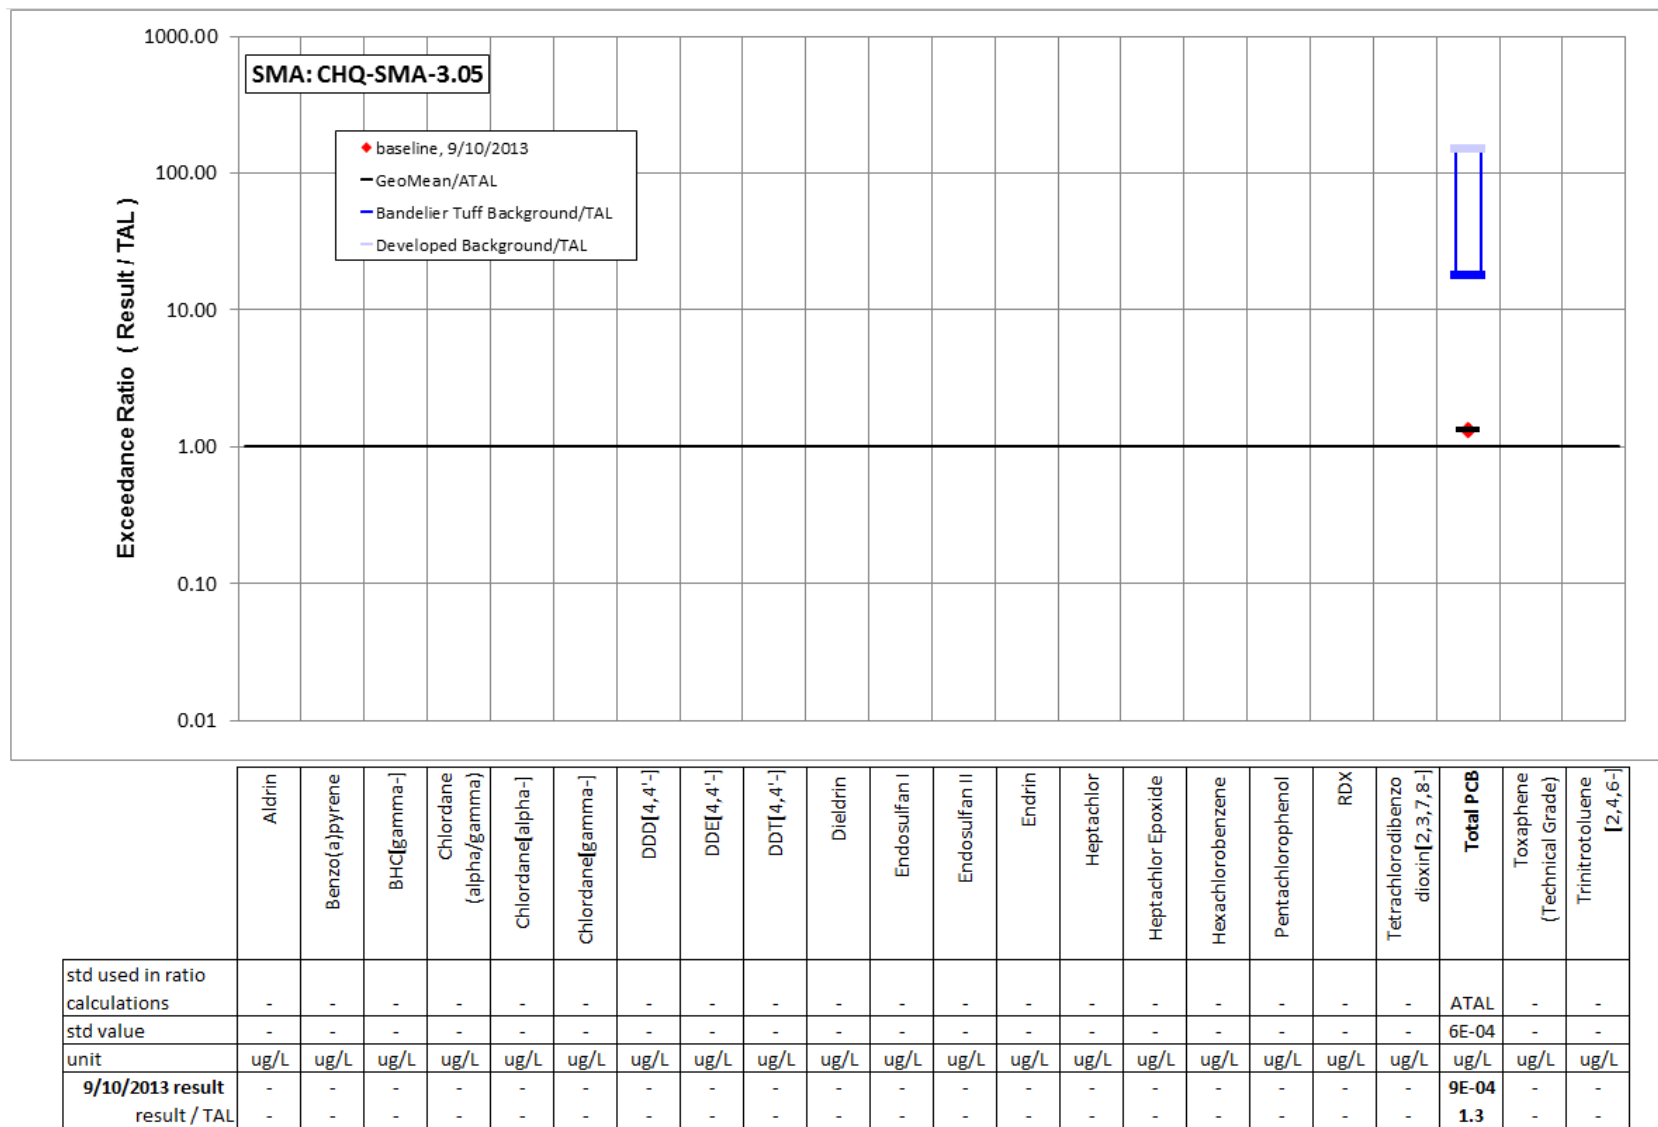 1000.00
SMA: CHQ-SMA-3.05
baseline, 9/10/2013
GeoMean/ATAL
Bandelier Tuff Background/TAL
Developed Background/TAL
100.00
10.00
1.00
0.10
0.01
Exceedance Ratio ( Result / TAL )
Aldrin
Benzo(a)pyrene
BHC[gamma-]
Chlordane
(alpha/gamma)
Chlordane[alpha-]
Chlordane[gamma-]
DDD[4,4'-]
DDE[4,4'-]
DDT[4,4'-]
Dieldrin
Endosulfan I
Endosulfan II
Endrin
Heptachlor
Heptachlor Epoxide
Hexachlorobenzene
Pentachlorophenol
RDX
Tetrachlorodibenzo
dioxin[2,3,7,8-]
Total PCB
Toxaphene
(Technical Grade)
Trinitrotoluene
[2,4,6-]
std used in ratio
calculations - - - - - - - - - - - - - - - - - - - ATAL - -
std value - - - - - - - - - - - - - - - - - - - 6E-04 - -
unit ug/L ug/L ug/L ug/L ug/L ug/L ug/L ug/L ug/L ug/L ug/L ug/L ug/L ug/L ug/L ug/L ug/L ug/L ug/L ug/L ug/L ug/L
9/10/2013 result - - - - - - - - - - - - - - - - - - - 9E-04 - -
result / TAL - - - - - - - - - - - - - - - - - - - 1.3 - -